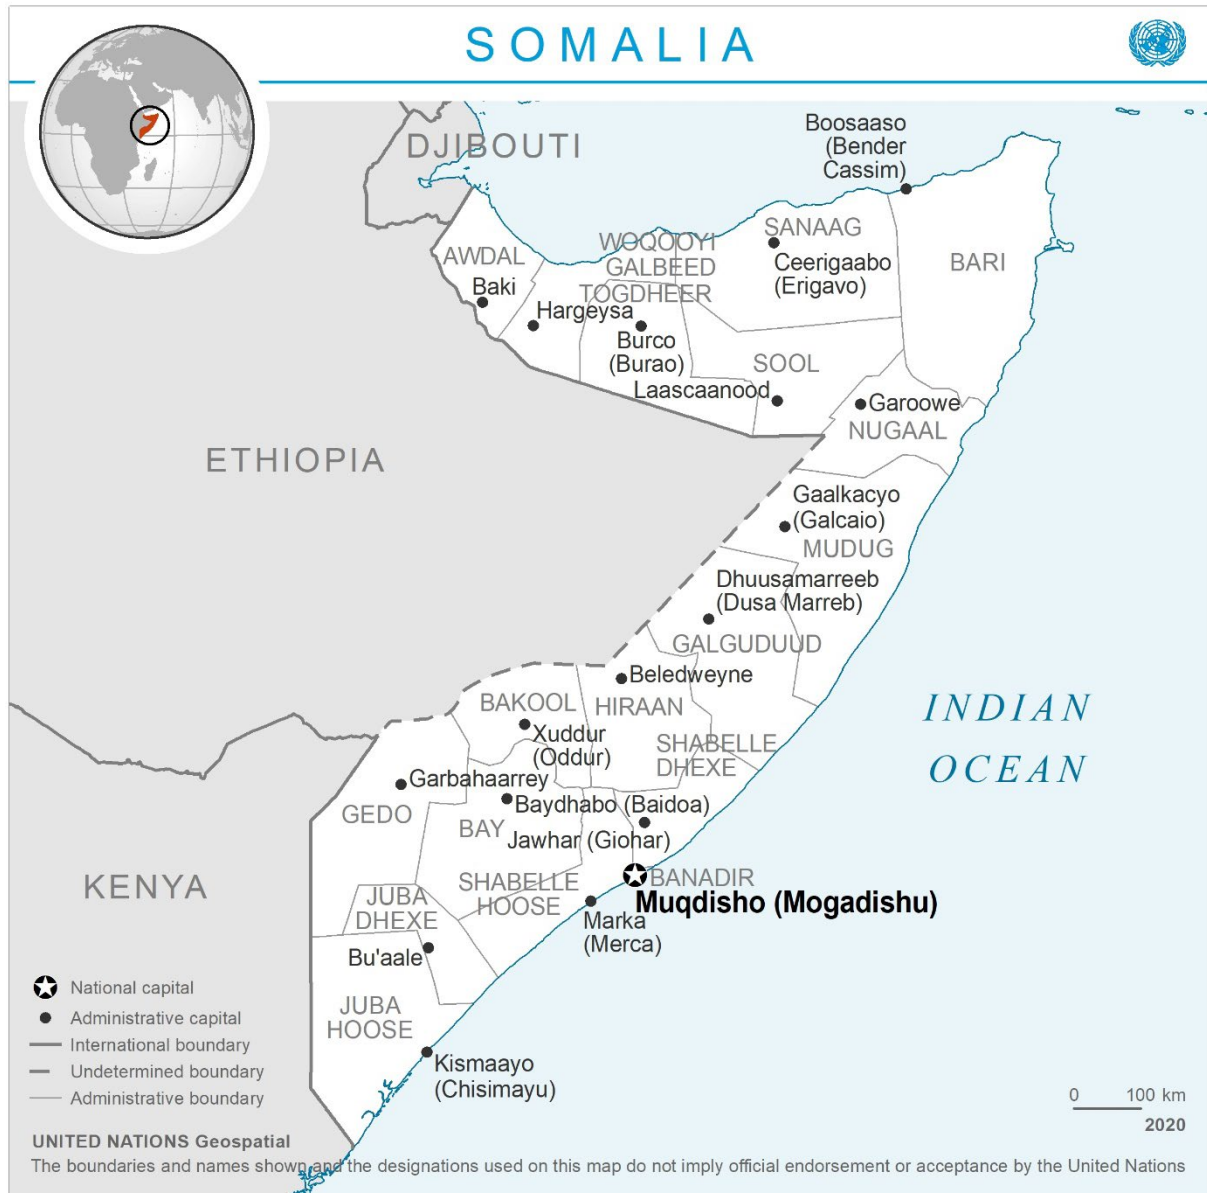 SOMALIA
DJIBOUTI
Boosaaso
(Bender
Cassim)
AWDAL
Baki
WOQOOYI
GALBEED
TOGDHEER
Hargeysa
Burco
(Burao)
SANAAG
Ceerigaabo
(Erigavo)
BARI
SOOL
Laascaanood
Garoowe
NUGAAL
ETHIOPIA
Gaalkacyo
(Galcaio)
MUDUG
Dhuusamarreeb
(Dusa Marreb)
GALGUDUUD
Beledweyne
HIRAAN
BAKOOL
Xuddur
(Oddur)
SHABELLE
DHEXE
INDIAN
OCEAN
Garbahaarrey
GEDO
Baydhabo (Baidoa)
BAY
Jawhar (Giohar)
KENYA
JUBA
DHEXE
SHABELLE
HOOSE
BANADIR
Muqdisho (Mogadishu)
Marka
(Merca)
Bu'aale
JUBA
HOOSE
Kismaayo
(Chisimayu)
National capital
Administrative capital
International boundary
Undetermined boundary
Administrative boundary
0 100 km
2020
UNITED NATIONS Geospatial
The boundaries and names shown and the designations used on this map do not imply official endorsement or acceptance by the United Nations